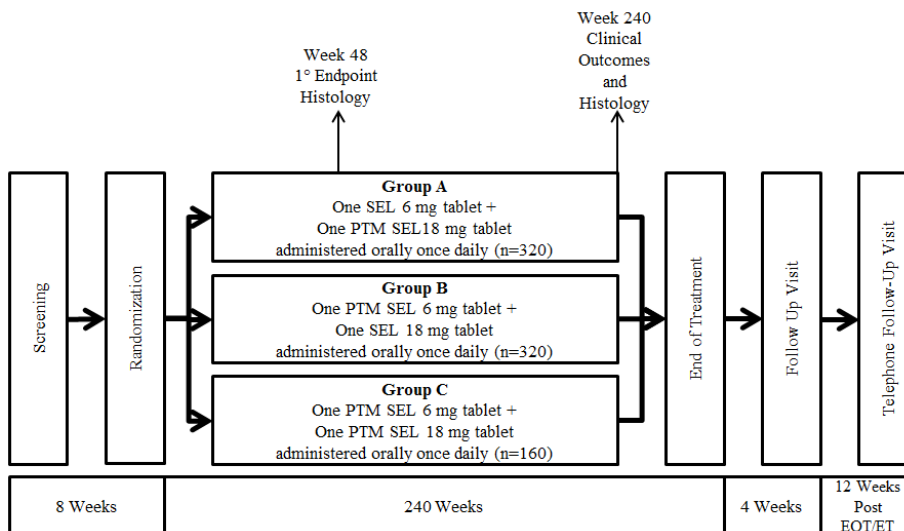 Week 48
1° Endpoint
Histology
Week 240
Clinical
Outcomes
and
Histology
Screening
Randomization
Group A
One SEL 6 mg tablet +
One PTM SEL18 mg tablet
administered orally once daily (n=320)
Group B
One PTM SEL 6 mg tablet +
One SEL 18 mg tablet
administered orally once daily (n=320)
Group C
One PTM SEL 6 mg tablet +
One PTM SEL 18 mg tablet
administered orally once daily (n=160)
End of Treatment
Follow Up Visit
Telephone Follow-Up Visit
8 Weeks
240 Weeks
4 Weeks
12 Weeks
Post
EOT/ET